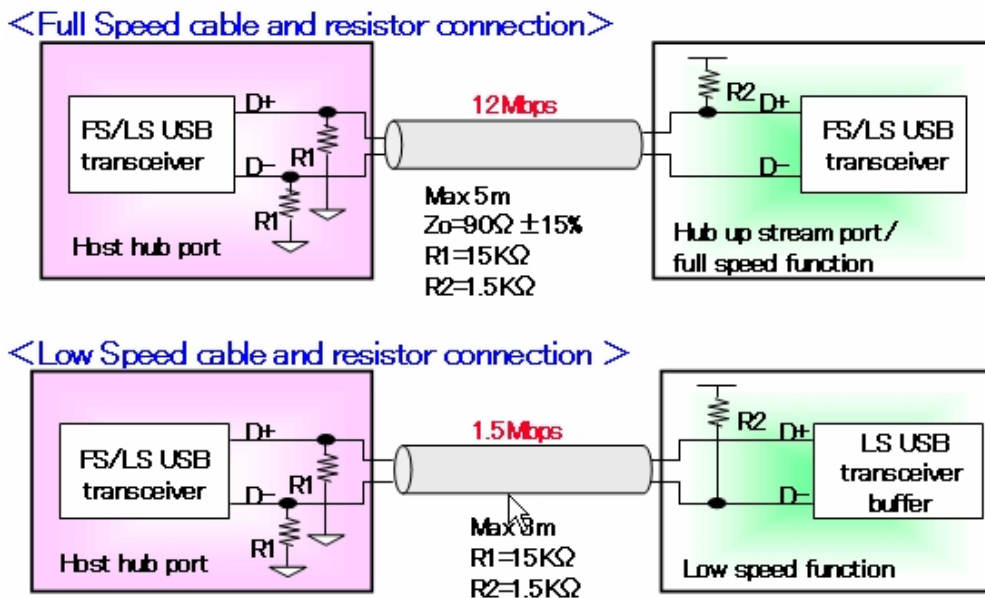 <Full Speed cable and resistor connection>
FS/LS USB
transceiver
D+
D-
R1
R1
Host hub port
12Mbps
Max 5m
Zo=90Ω ±15%
R1=15KΩ
R2=1.5KΩ
R2
D+
D-
FS/LS USB
transceiver
Hub up stream port/
full speed function
<Low Speed cable and resistor connection >
FS/LS USB
transceiver
D+
D-
R1
R1
Host hub port
1.5Mbps
Max 3m
R1=15KΩ
R2=1.5KΩ
R2
D+
D-
LS USB
transceiver
buffer
Low speed function